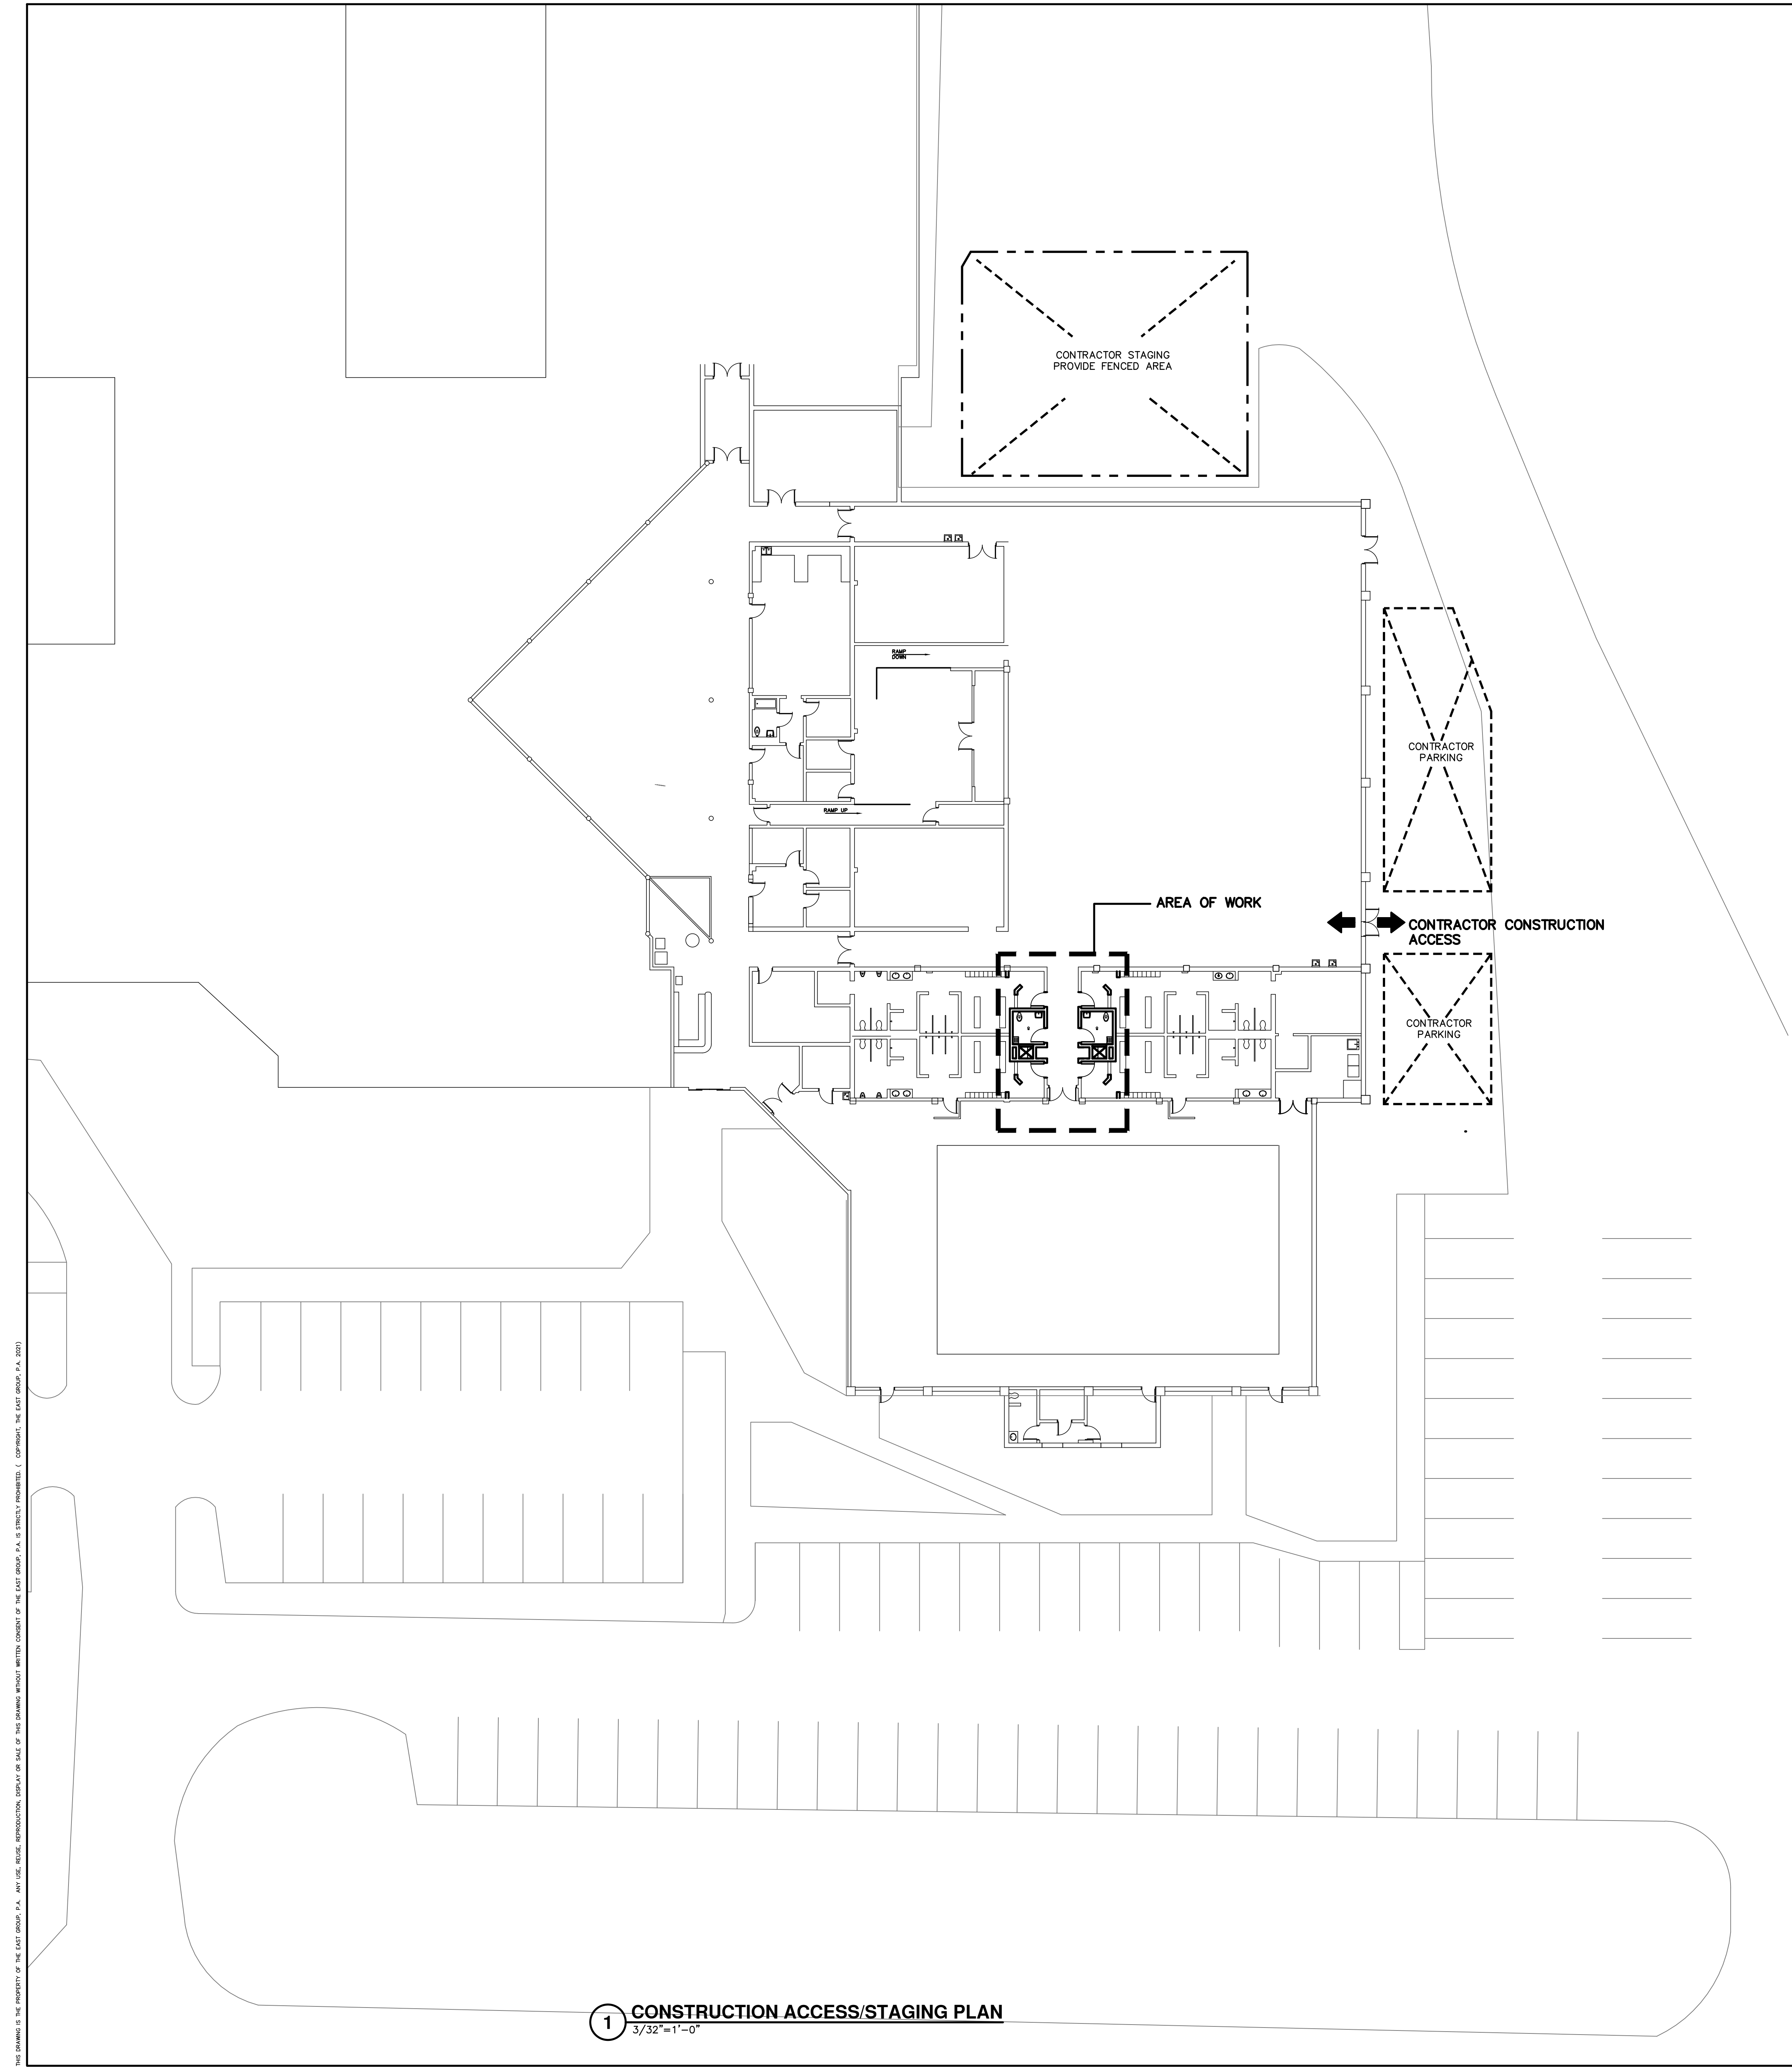 CONTRACTOR STAGING
PROVIDE FENCED AREA
RAMP
DOWN
CONTRACTOR
PARKING
RAMP UP
AREA OF WORK
CONTRACTOR CONSTRUCTION
ACCESS
CONTRACTOR
PARKING
THIS DRAWING IS THE PROPERTY OF THE EAST GROUP, P.A. ANY USE, REUSE, REPRODUCTION, DISPLAY OR SALE OF THIS DRAWING WITHOUT WRITTEN CONSENT OF THE EAST GROUP, P.A. IS STRICTLY PROHIBITED. ( COPYRIGHT, THE EAST GROUP, P.A. 2021)
1 CONSTRUCTION ACCESS/STAGING PLAN
3/32"=1'-0"